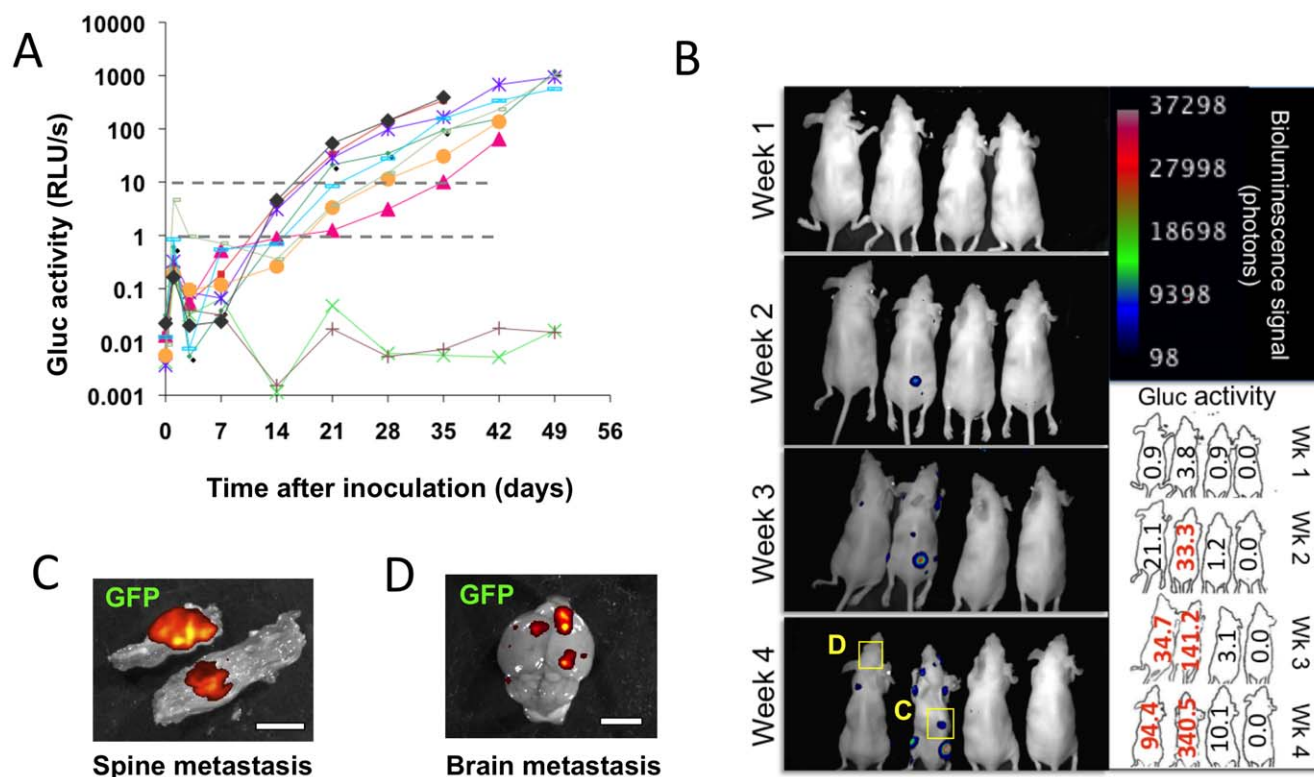 A
Gluc activity (RLU/s)
10000
1000
100
10
1
0.1
0.01
0.001
0 7 14 21 28 35 42 49 56
Time after inoculation (days)
B
Week 1
Week 2
Week 3
Week 4
D
C
37298
27998
18698
9398
98
Bioluminescence signal
(photons)
Gluc activity
0.9 3.8 0.9 0.0
Wk 1
21.1 33.3 1.2 0.0
Wk 2
34.7 141.2 3.1 0.0
Wk 3
94.4 340.5 10.1 0.0
Wk 4
C
GFP
Spine metastasis
D
GFP
Brain metastasis